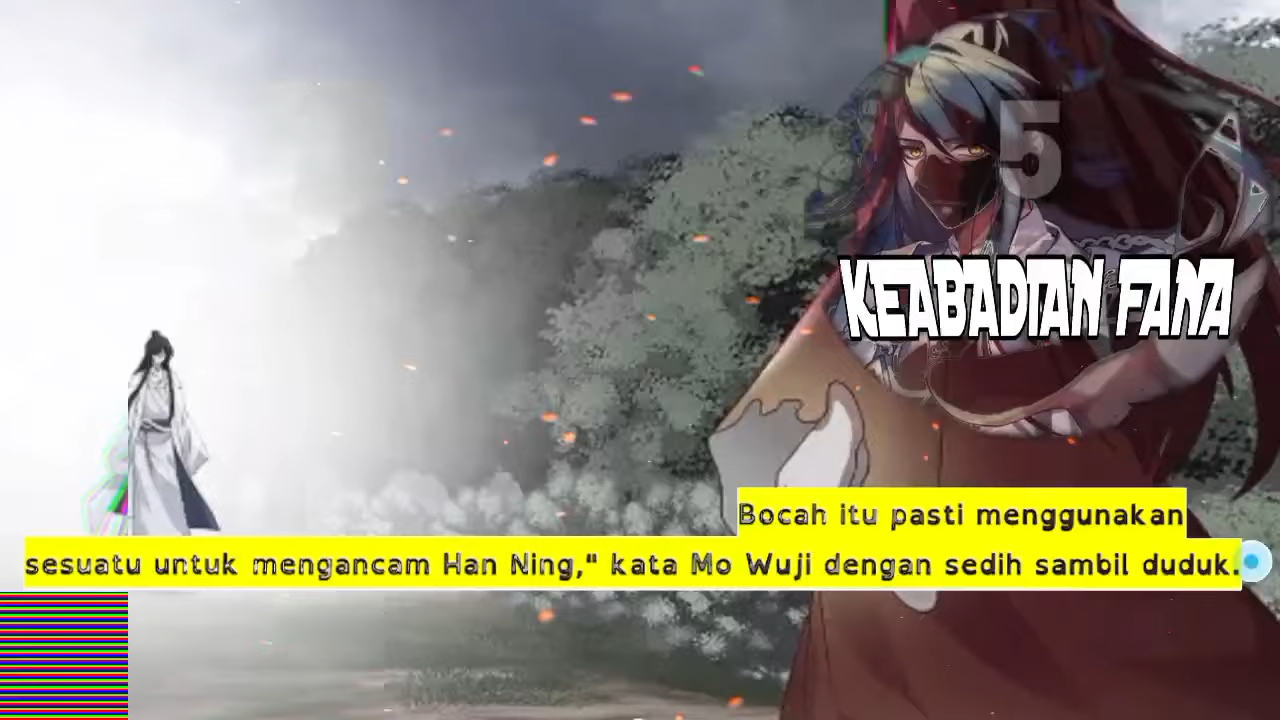 5
KEABADIAN FANA
Bocah itu pasti menggunakan
sesuatu untuk mengancam Han Ning," kata Mo Wuji dengan sedih sambil duduk.